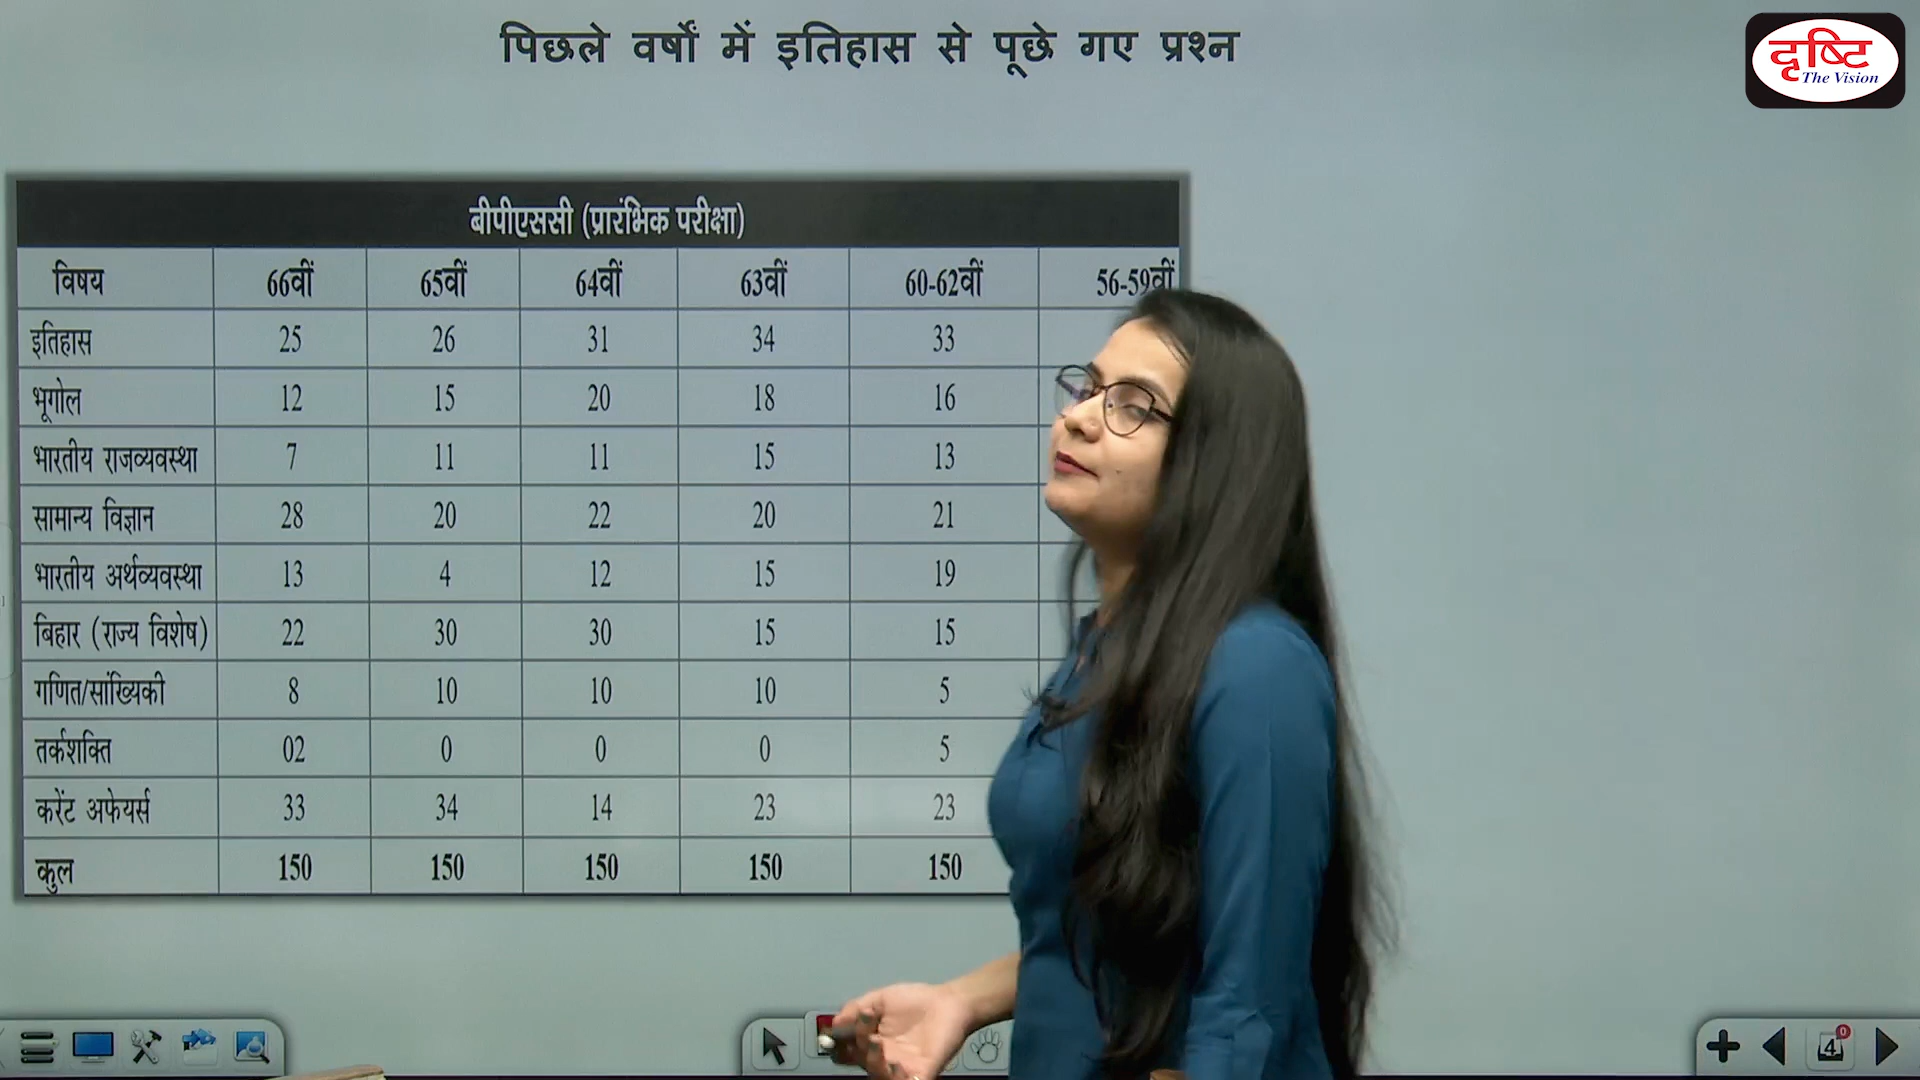 पिछले वर्षों में इतिहास से पूछे गए प्रश्न
दृष्टि
The Vision
बीपीएससी (प्रारंभिक परीक्षा)
विषय 66वीं 65वीं 64वीं 63वीं 60-62वीं 56-59वीं
इतिहास 25 26 31 34 33
भूगोल 12 15 20 18 16
भारतीय राजव्यवस्था 7 11 11 15 13
सामान्य विज्ञान 28 20 22 20 21
भारतीय अर्थव्यवस्था 13 4 12 15 19
बिहार (राज्य विशेष) 22 30 30 15 15
गणित/सांख्यिकी 8 10 10 10 5
तर्कशक्ति 02 0 0 0 5
करेंट अफेयर्स 33 34 14 23 23
कुल 150 150 150 150 150
4
0